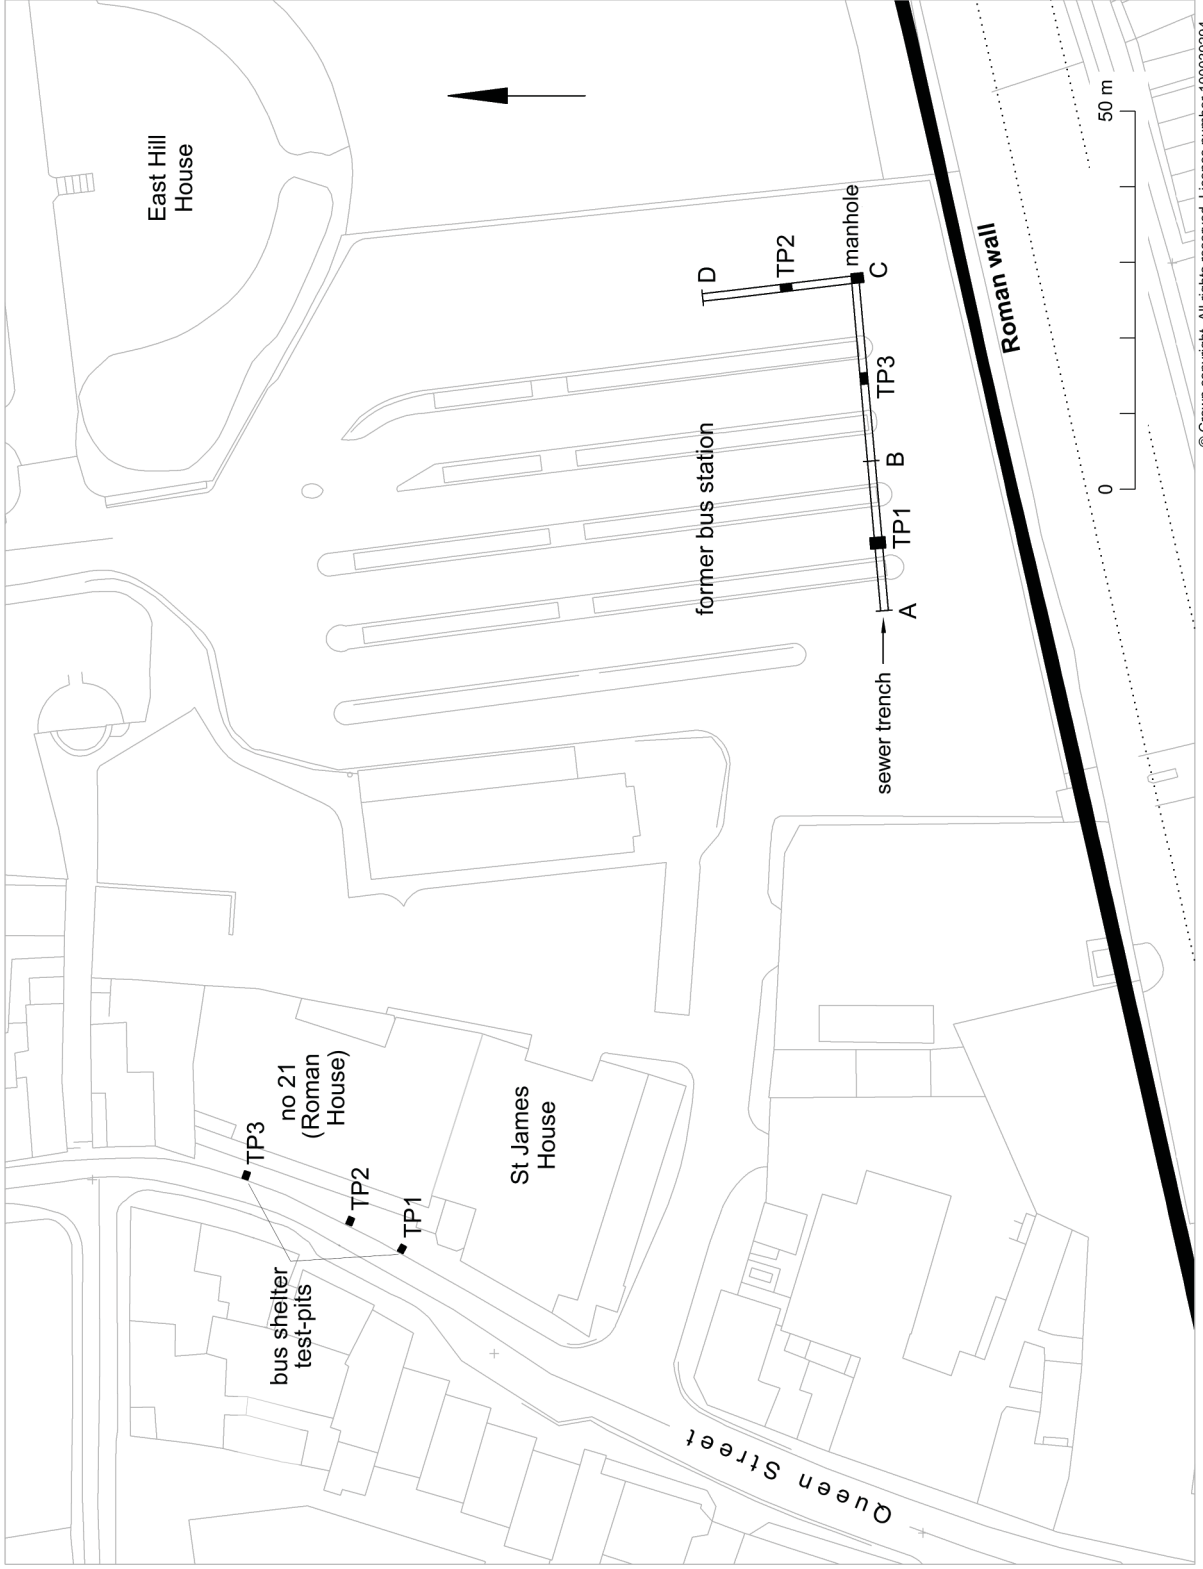 East Hill
House
no 21
(Roman
House)
St James
House
TP3
TP2
TP1
bus shelter
test-pits
Queen Street
former bus station
sewer trench
A
TP1
B
TP3
C
manhole
TP2
D
Roman wall
0
50 m